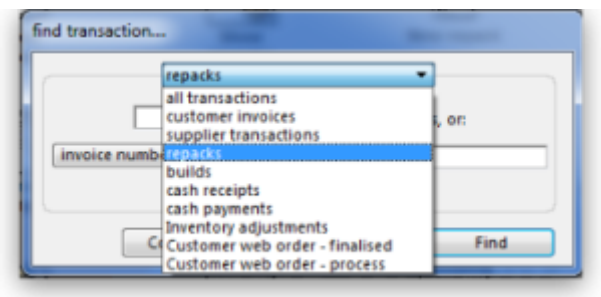 find transaction...
repacks
all transactions
customer invoices
, or:
supplier transactions
invoice numb
repacks
builds
cash receipts
cash payments
Inventory adjustments
Customer web order - finalised
Find
Customer web order - process